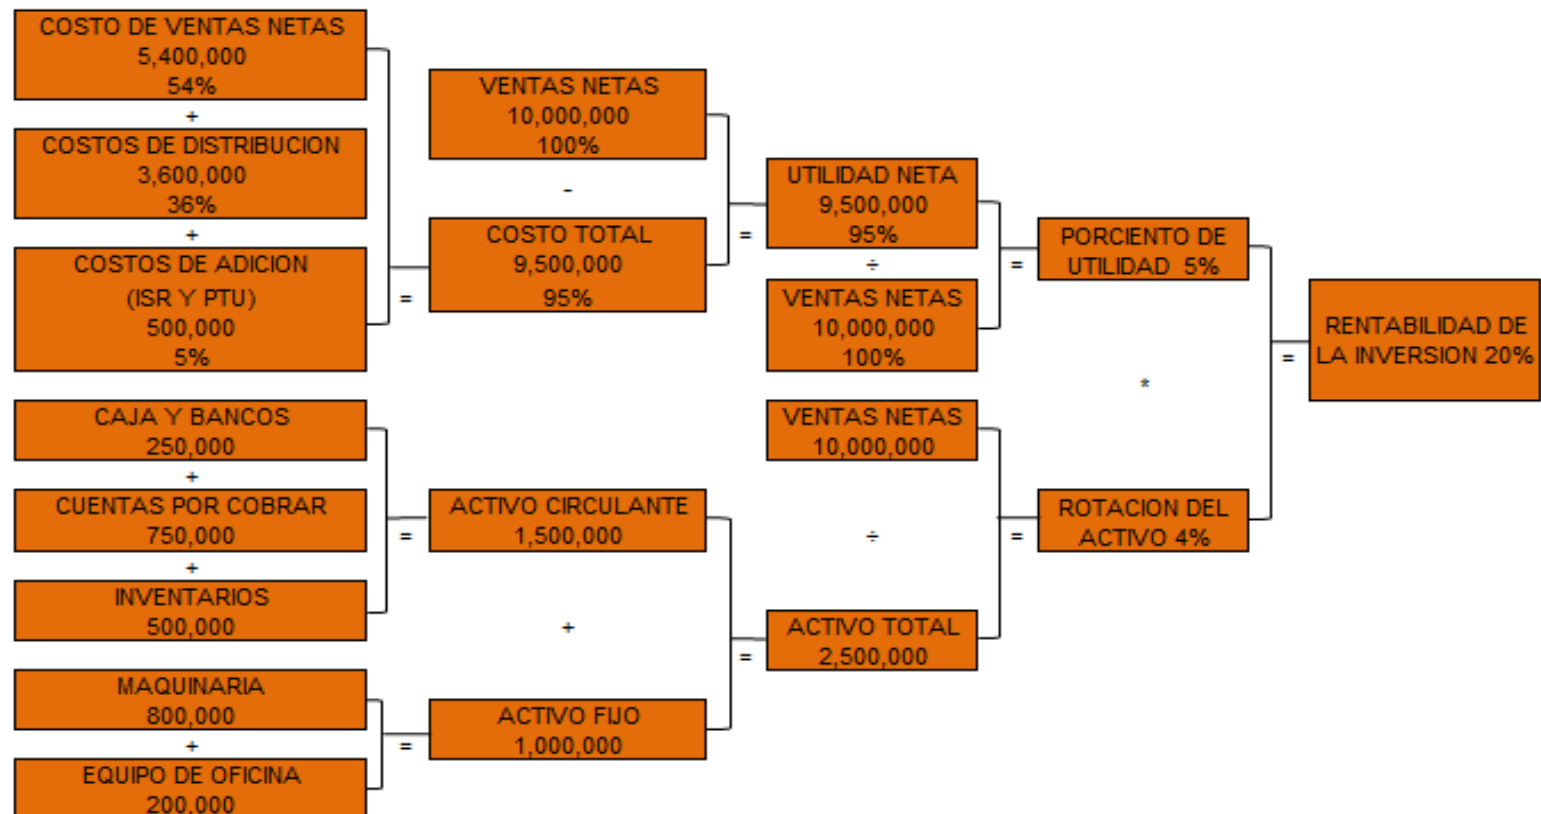 COSTO DE VENTAS NETAS
5,400,000
54%
+
COSTOS DE DISTRIBUCION
3,600,000
36%
+
COSTOS DE ADICION
(ISR Y PTU)
500,000
5%
=
VENTAS NETAS
10,000,000
100%
-
COSTO TOTAL
9,500,000
95%
=
UTILIDAD NETA
9,500,000
95%
÷
VENTAS NETAS
10,000,000
100%
=
PORCIENTO DE
UTILIDAD 5%
*
CAJA Y BANCOS
250,000
+
CUENTAS POR COBRAR
750,000
+
INVENTARIOS
500,000
=
ACTIVO CIRCULANTE
1,500,000
+
MAQUINARIA
800,000
+
EQUIPO DE OFICINA
200,000
=
ACTIVO FIJO
1,000,000
=
VENTAS NETAS
10,000,000
÷
ACTIVO TOTAL
2,500,000
=
ROTACION DEL
ACTIVO 4%
=
RENTABILIDAD DE
LA INVERSION 20%